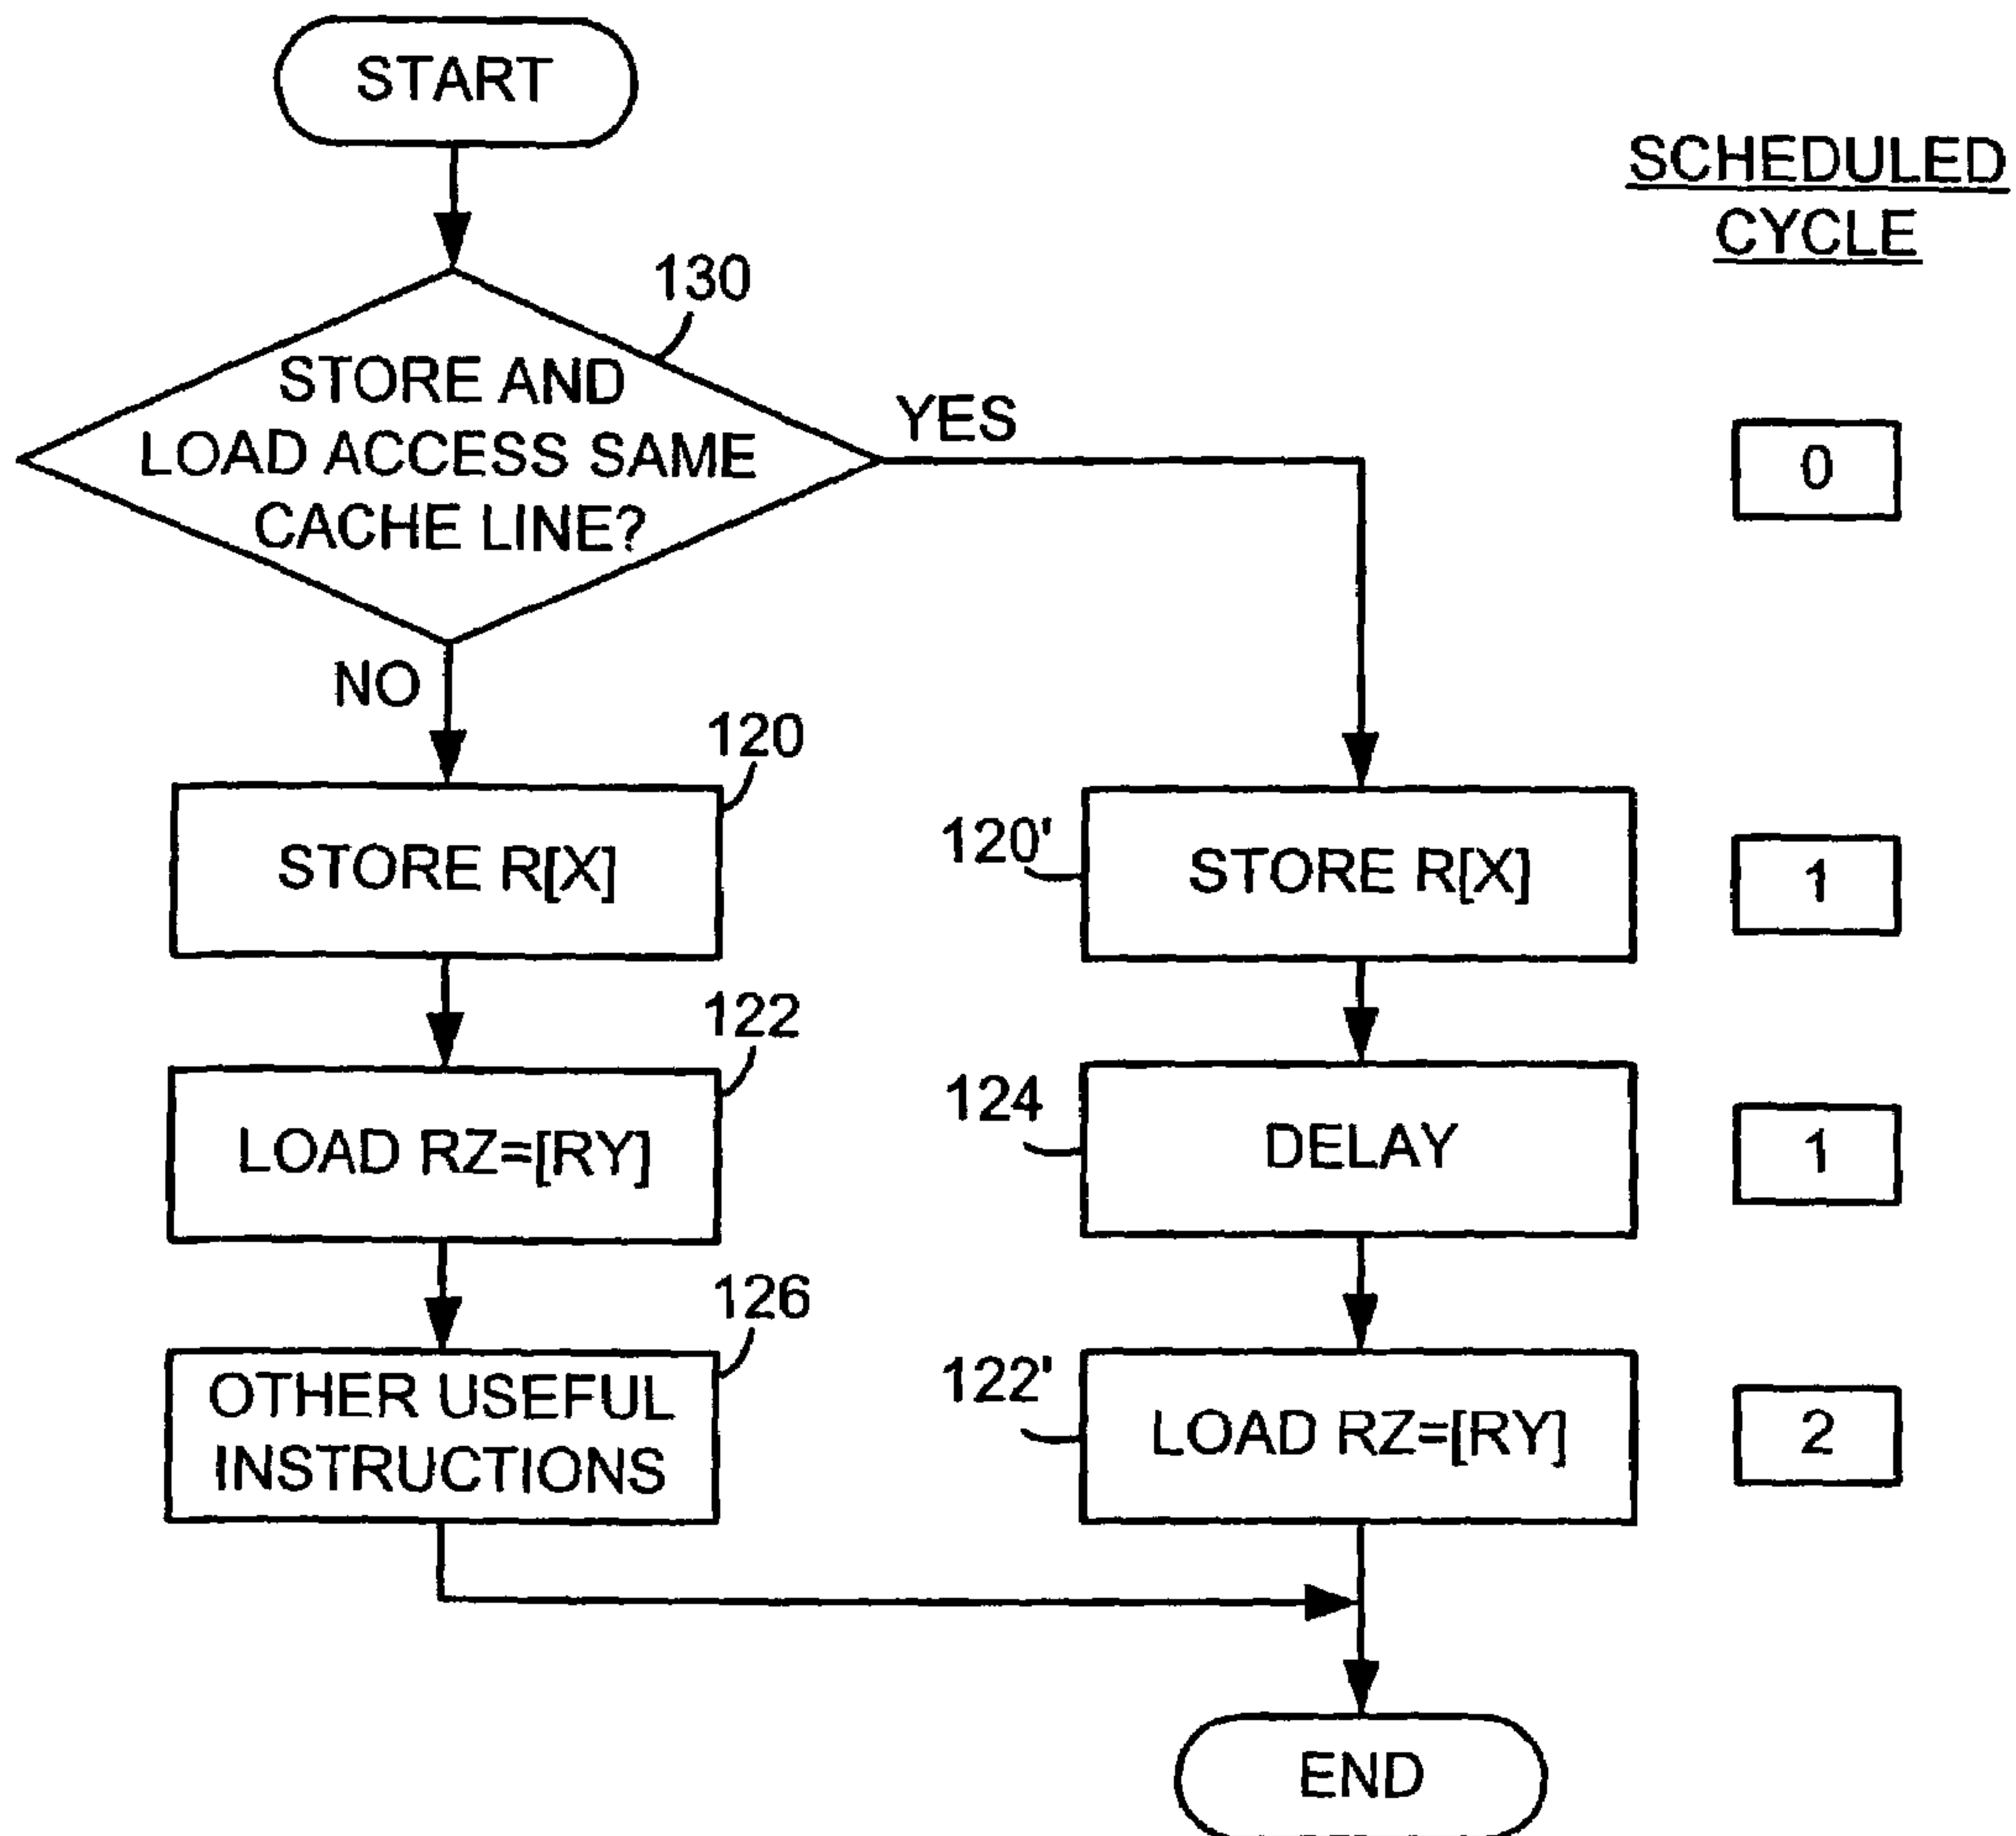 START
SCHEDULED
CYCLE
130
STORE AND
LOAD ACCESS SAME
CACHE LINE?
YES
0
NO
120
STORE R[X]
120'
STORE R[X]
1
122
LOAD RZ=[RY]
124
DELAY
1
126
OTHER USEFUL
INSTRUCTIONS
122'
LOAD RZ=[RY]
2
END